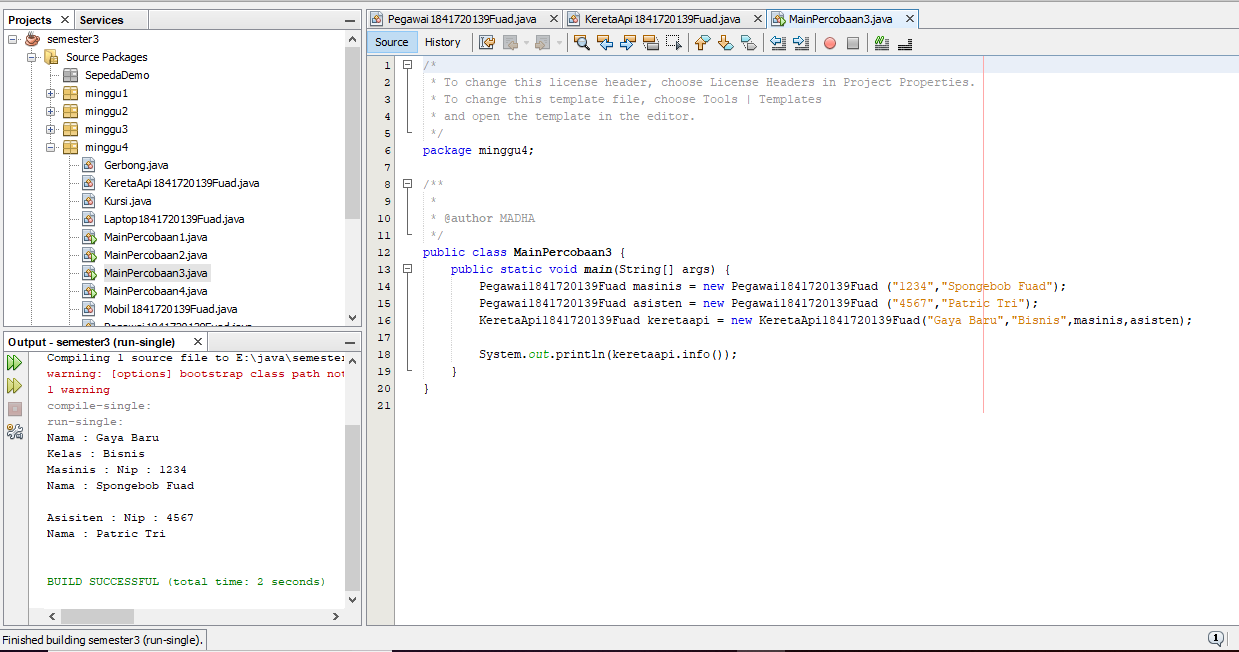 Projects
Services
semester3
Source Packages
SepedaDemo
minggu1
minggu2
minggu3
minggu4
Gerbong.java
KeretaApi1841720139Fuad.java
Kursi.java
Laptop1841720139Fuad.java
MainPercobaan1.java
MainPercobaan2.java
MainPercobaan3.java
MainPercobaan4.java
Mobil1841720139Fuad.java
Pegawai1841720139Fuad.java
Output - semester3 (run-single)
Compiling 1 source file to E:\java\semester
warning: [options] bootstrap class path not
1 warning
compile-single:
run-single:
Nama : Gaya Baru
Kelas : Bisnis
Masinis : Nip : 1234
Nama : Spongebob Fuad
Asisiten : Nip : 4567
Nama : Patric Tri
BUILD SUCCESSFUL (total time: 2 seconds)
Pegawai1841720139Fuad.java
KeretaApi1841720139Fuad.java
MainPercobaan3.java
Source
History
1 /*
2 * To change this license header, choose License Headers in Project Properties.
3 * To change this template file, choose Tools | Templates
4 * and open the template in the editor.
5 */
6 package minggu4;
7
8 /**
9 *
10 * @author MADHA
11 */
12 public class MainPercobaan3 {
13 public static void main(String[] args) {
14 Pegawai1841720139Fuad masinis = new Pegawai1841720139Fuad ("1234","Spongebob Fuad");
15 Pegawai1841720139Fuad asisten = new Pegawai1841720139Fuad ("4567","Patric Tri");
16 KeretaApi1841720139Fuad keretaapi = new KeretaApi1841720139Fuad("Gaya Baru","Bisnis",masinis,asisten);
17
18 System.out.println(keretaapi.info());
19 }
20 }
21
Finished building semester3 (run-single).
1